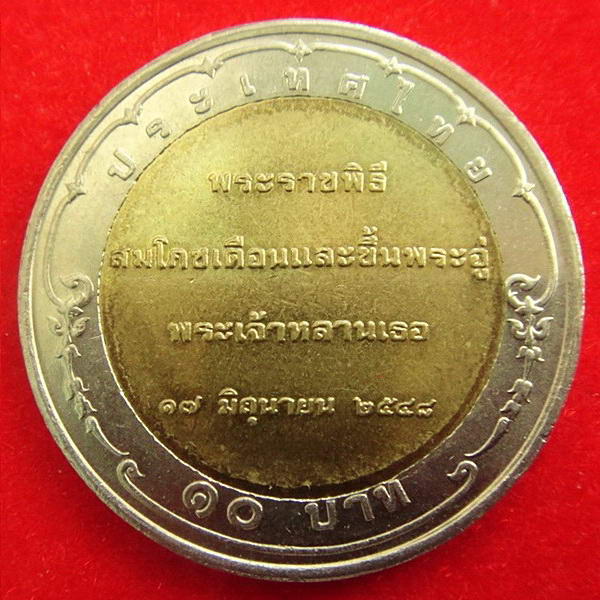 ประเทศไทย
พระราชพิธี
สมโภชเดือนและขึ้นพระอู่
พระเจ้าหลานเธอ
๑๗ มิถุนายน ๒๕๔๘
๑๐ บาท